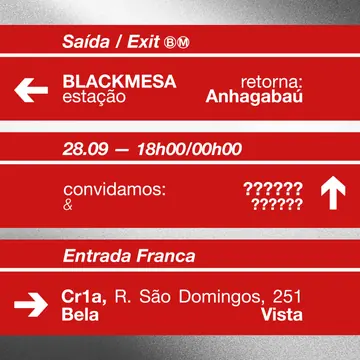 Saída / Exit ⒷⓂ
← BLACKMESA retorna:
estação Anhagabaú
28.09 — 18h00/00h00
convidamos: ??????
& ?????? ↑
Entrada Franca
→ Cr1a, R. São Domingos, 251
Bela Vista